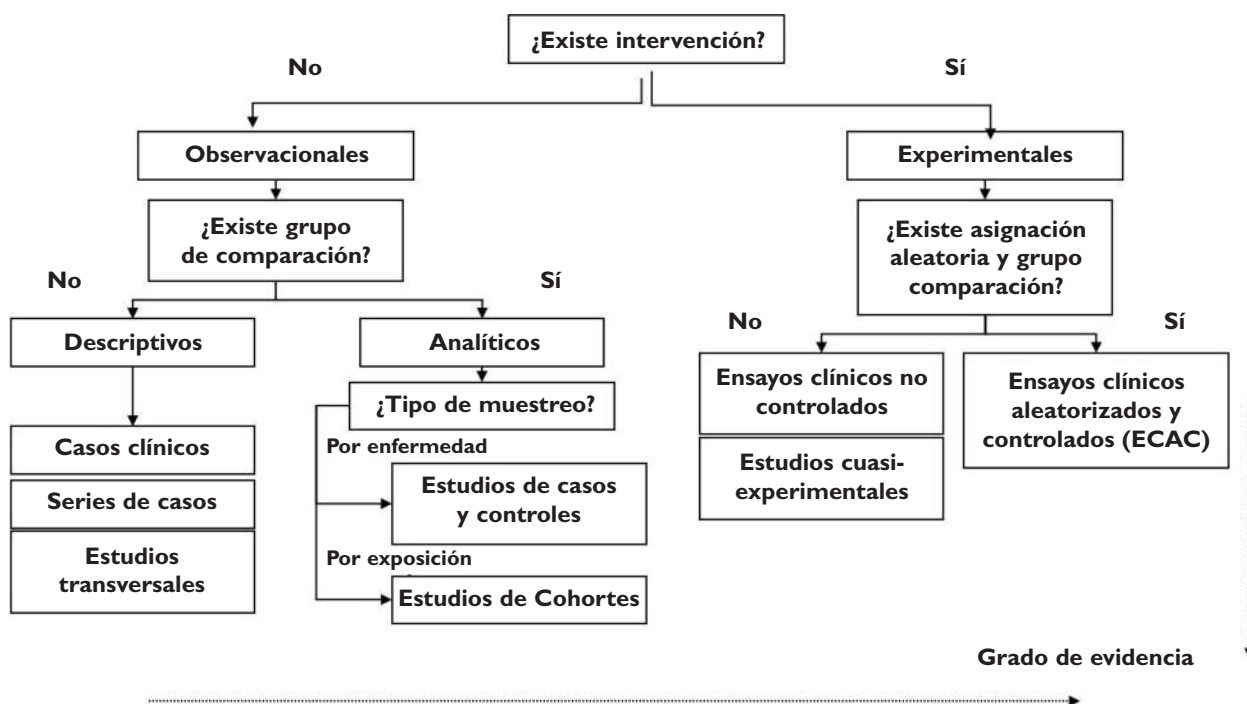 ¿Existe intervención?
No
Sí
Observacionales
Experimentales
¿Existe grupo
de comparación?
¿Existe asignación
aleatoria y grupo
comparación?
No
Sí
No
Sí
Descriptivos
Analíticos
Ensayos clínicos no
controlados
Ensayos clínicos
aleatorizados y
controlados (ECAC)
¿Tipo de muestreo?
Por enfermedad
Casos clínicos
Estudios cuasi-
experimentales
Series de casos
Estudios de casos
y controles
Estudios
transversales
Por exposición
Estudios de Cohortes
Grado de evidencia